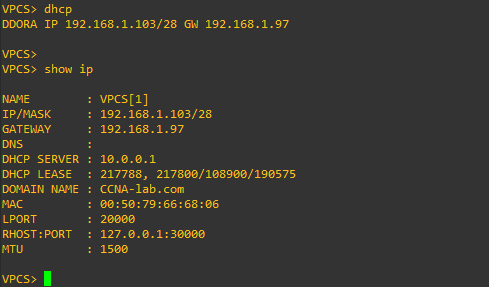 VPCS> dhcp
DDORA IP 192.168.1.103/28 GW 192.168.1.97
VPCS>
VPCS> show ip
NAME        : VPCS[1]
IP/MASK     : 192.168.1.103/28
GATEWAY     : 192.168.1.97
DNS         :
DHCP SERVER : 10.0.0.1
DHCP LEASE  : 217788, 217800/108900/190575
DOMAIN NAME : CCNA-lab.com
MAC         : 00:50:79:66:68:06
LPORT       : 20000
RHOST:PORT  : 127.0.0.1:30000
MTU         : 1500
VPCS>